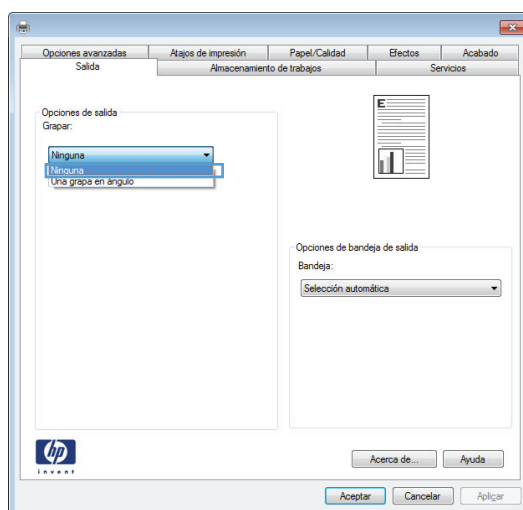 Opciones avanzadas Atajos de impresión Papel/Calidad Efectos Acabado
Salida Almacenamiento de trabajos Servicios
Opciones de salida
Grapar:
Ninguna
Ninguna
Una grapa en ángulo
E
Opciones de bandeja de salida
Bandeja:
Selección automática
hp
invent
Acerca de... Ayuda
Aceptar Cancelar Aplicar